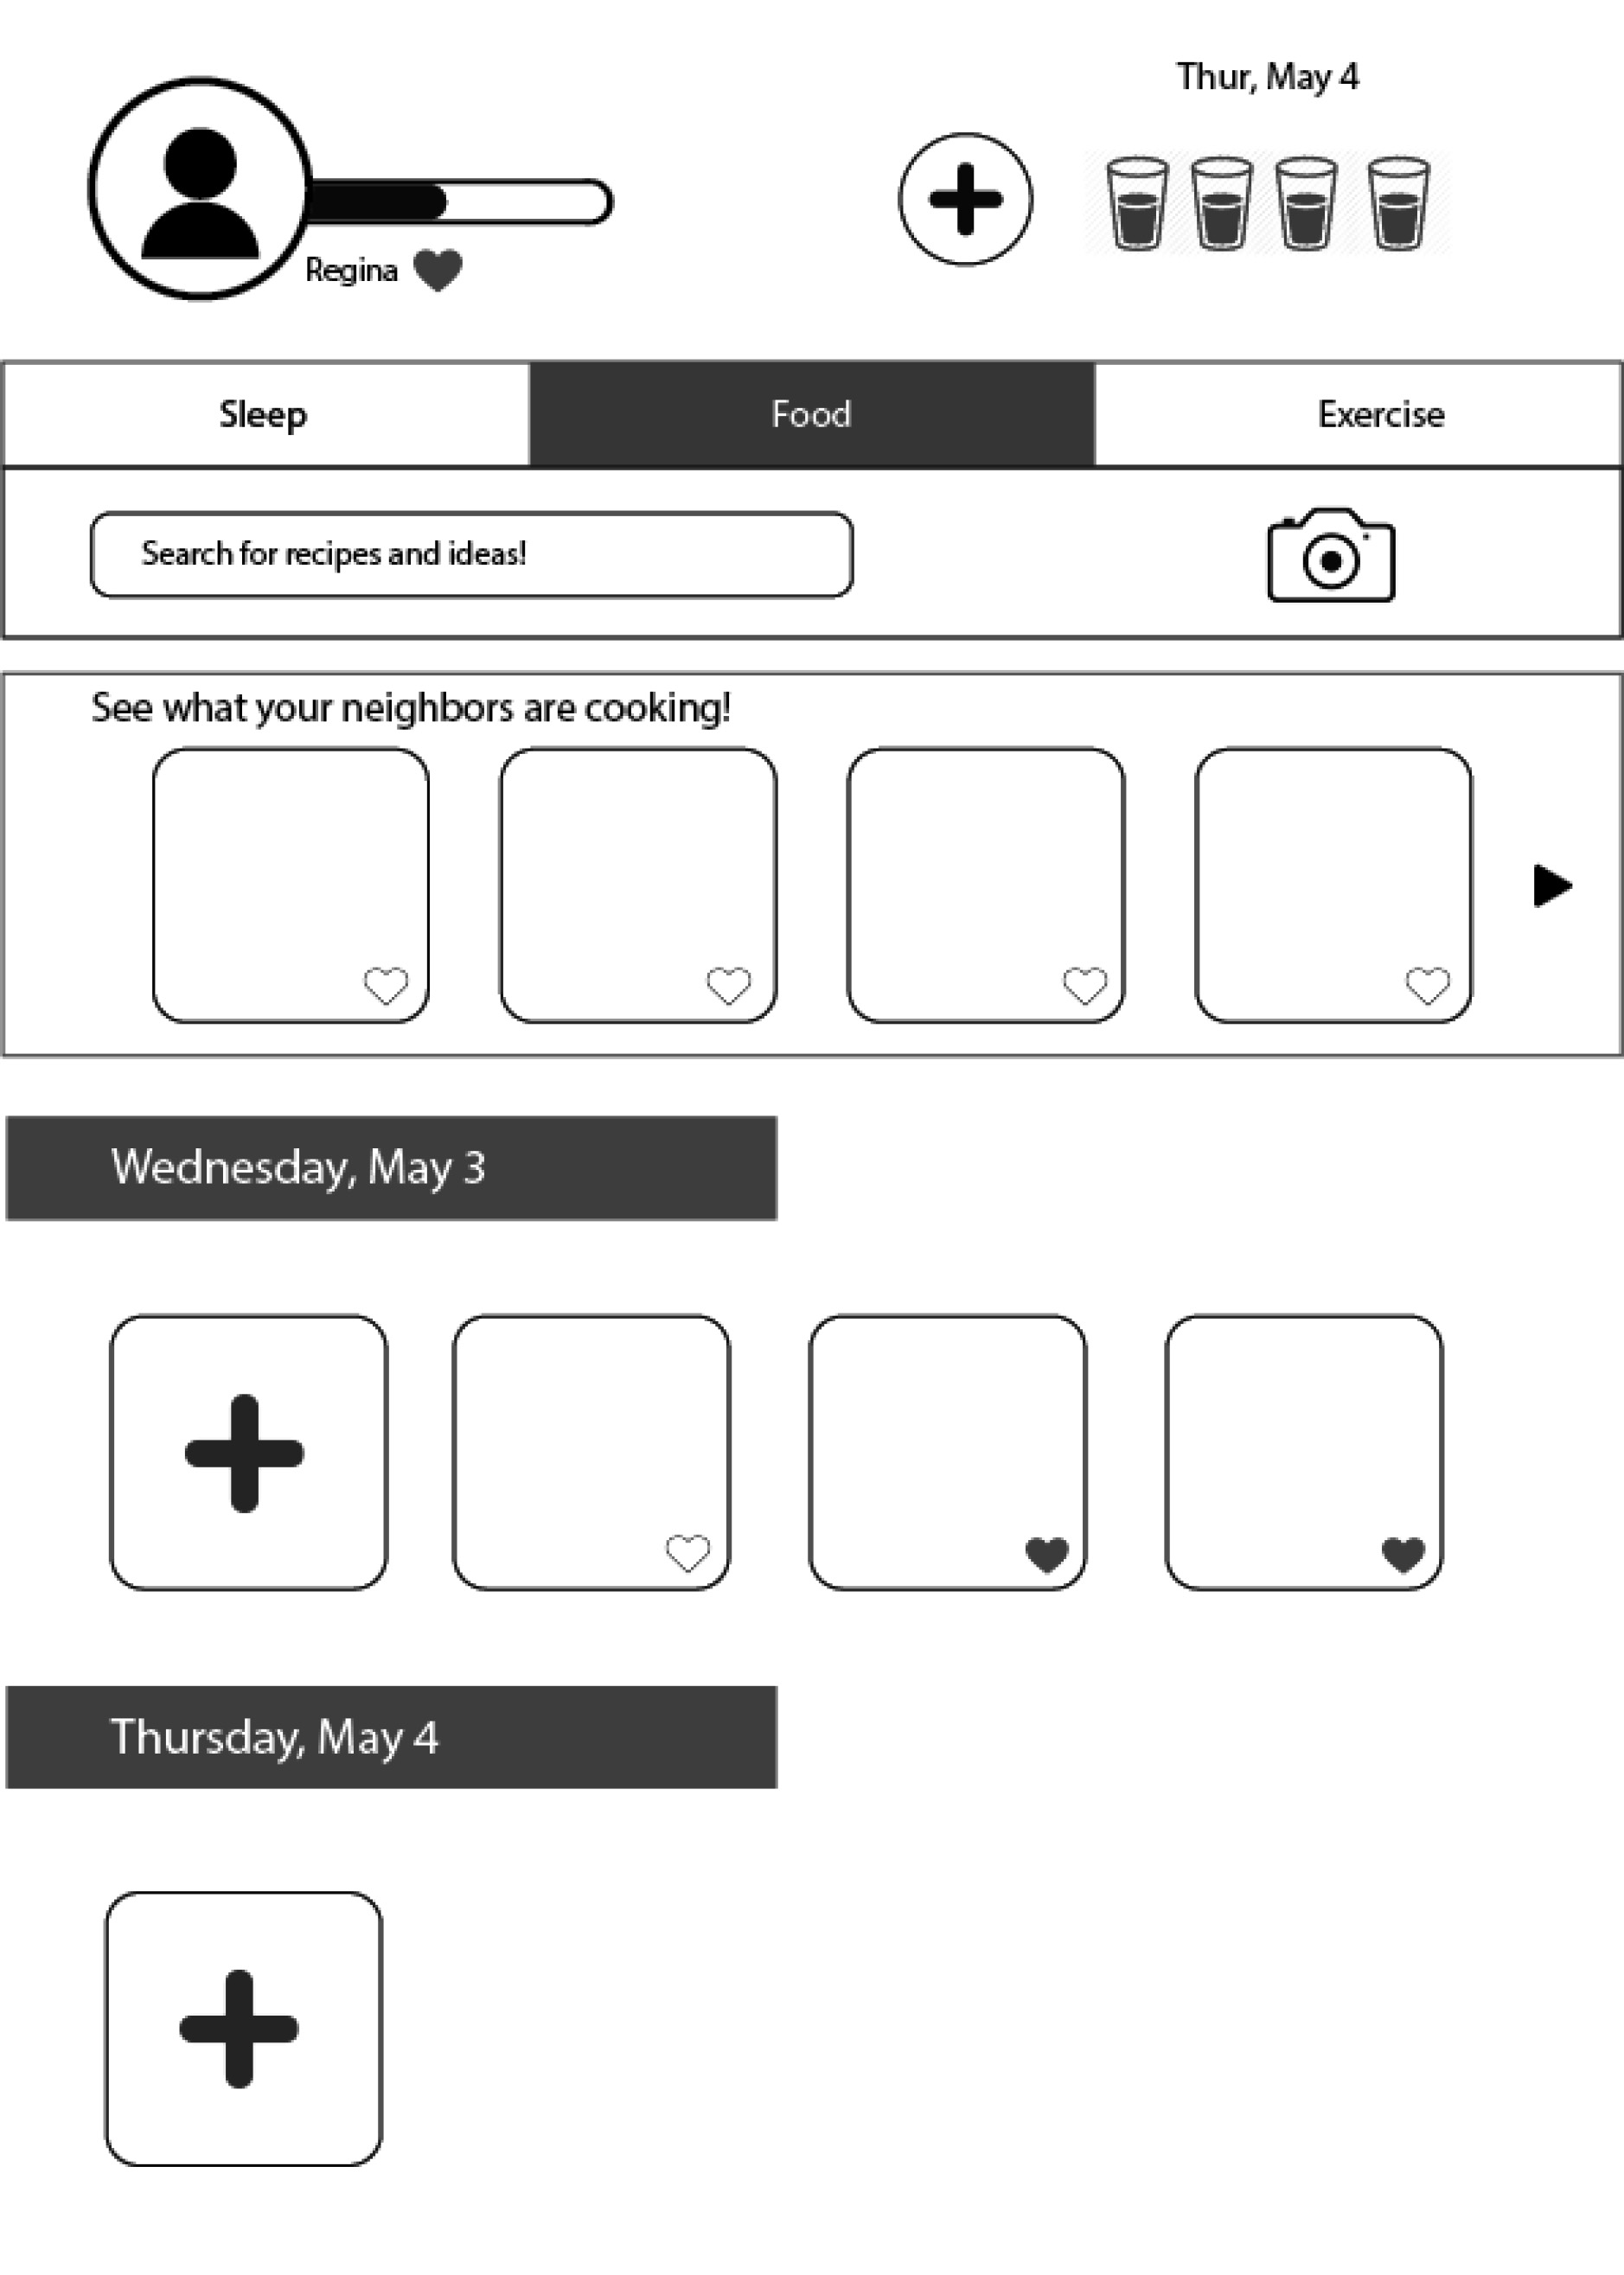 Thur, May 4
Regina
Sleep
Food
Exercise
Search for recipes and ideas!
See what your neighbors are cooking!
Wednesday, May 3
Thursday, May 4